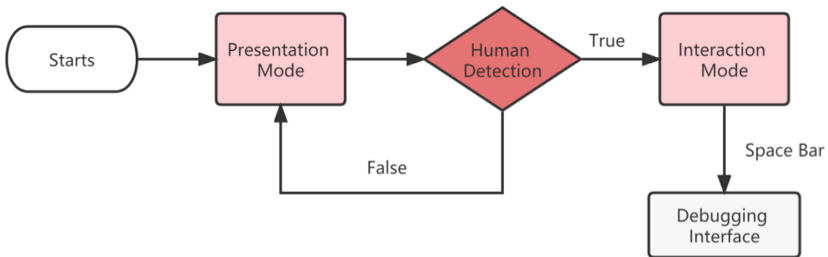 Starts
Presentation
Mode
Human
Detection
True
Interaction
Mode
False
Space Bar
Debugging
Interface